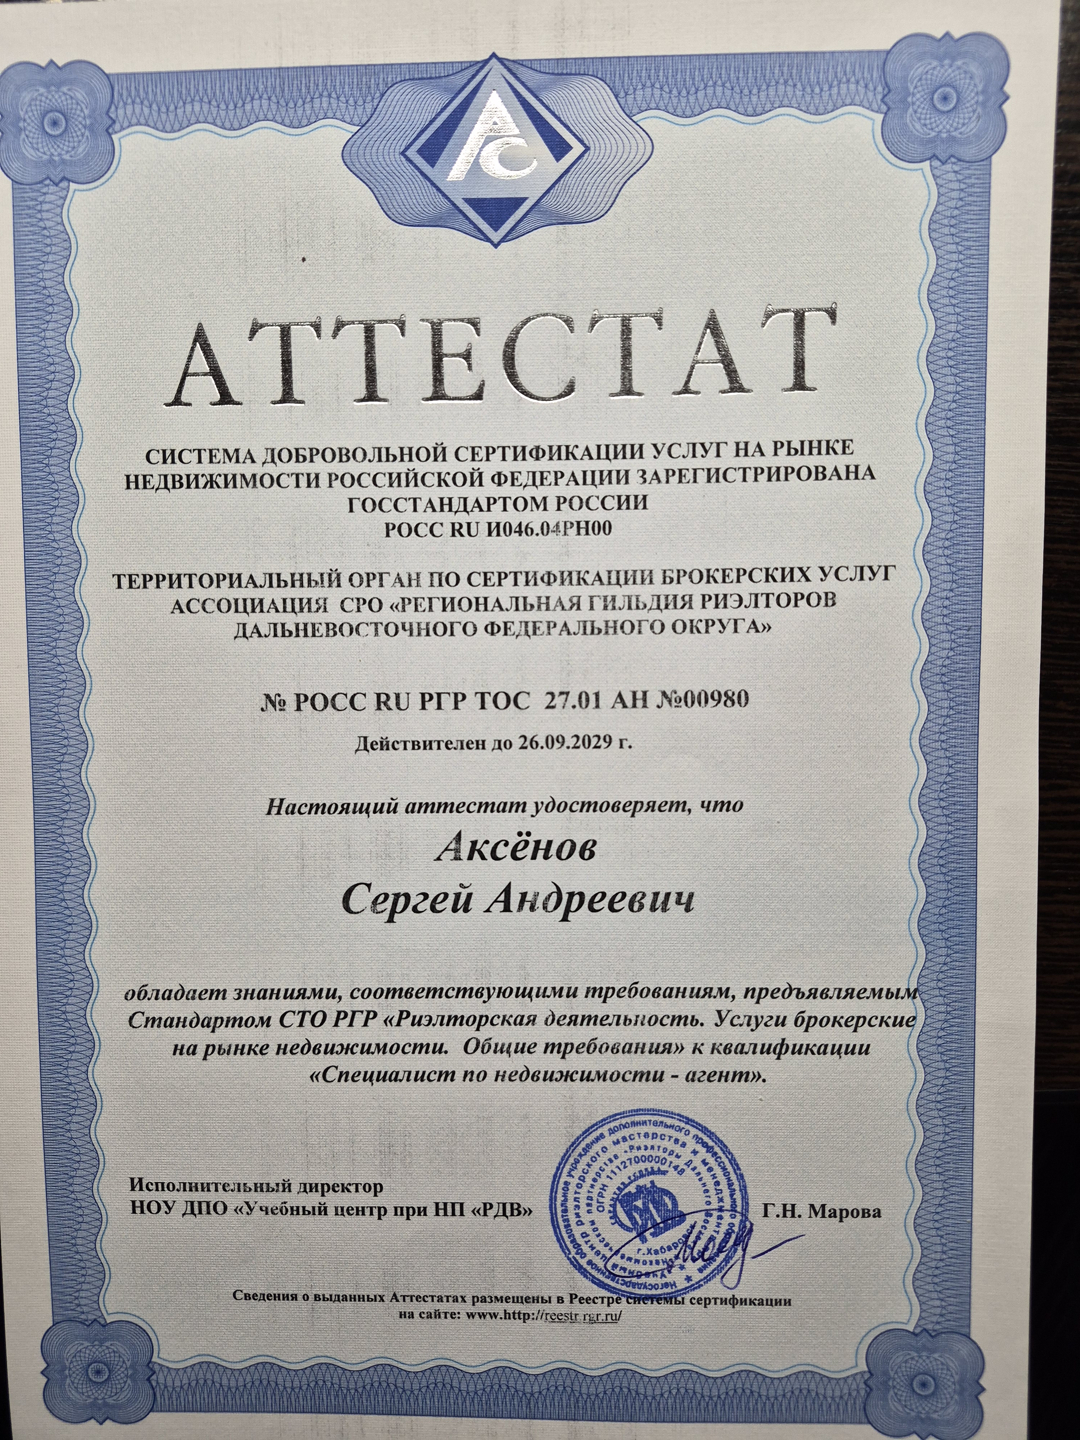 АС
АТТЕСТАТ
СИСТЕМА ДОБРОВОЛЬНОЙ СЕРТИФИКАЦИИ УСЛУГ НА РЫНКЕ
НЕДВИЖИМОСТИ РОССИЙСКОЙ ФЕДЕРАЦИИ ЗАРЕГИСТРИРОВАНА
ГОССТАНДАРТОМ РОССИИ
РОСС RU И046.04РН00
ТЕРРИТОРИАЛЬНЫЙ ОРГАН ПО СЕРТИФИКАЦИИ БРОКЕРСКИХ УСЛУГ
АССОЦИАЦИЯ СРО «РЕГИОНАЛЬНАЯ ГИЛЬДИЯ РИЭЛТОРОВ
ДАЛЬНЕВОСТОЧНОГО ФЕДЕРАЛЬНОГО ОКРУГА»
№ РОСС RU РГР ТОС 27.01 АН №00980
Действителен до 26.09.2029 г.
Настоящий аттестат удостоверяет, что
Аксёнов
Сергей Андреевич
обладает знаниями, соответствующими требованиям, предъявляемым
Стандартом СТО РГР «Риэлторская деятельность. Услуги брокерские
на рынке недвижимости. Общие требования» к квалификации
«Специалист по недвижимости - агент».
Исполнительный директор
НОУ ДПО «Учебный центр при НП «РДВ»
Г.Н. Марова
ОГРН 1112700000148
г.Хабаровск
Сведения о выданных Аттестатах размещены в Реестре системы сертификации
на сайте: www.http://reestr.rgr.ru/